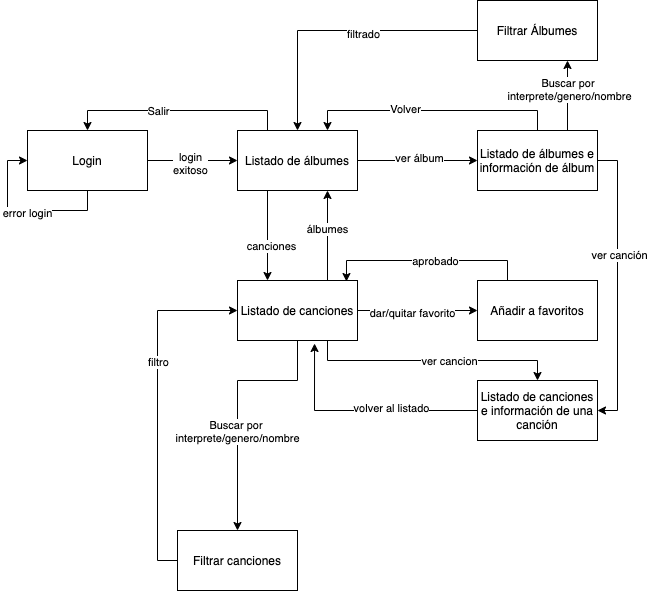 Filtrar Álbumes
filtrado
Buscar por
interprete/genero/nombre
Salir
Volver
Login
login
exitoso
Listado de álbumes
ver álbum
Listado de álbumes e
información de álbum
error login
canciones
álbumes
ver canción
aprobado
Listado de canciones
dar/quitar favorito
Añadir a favoritos
filtro
ver cancion
Listado de canciones
e información de una
canción
volver al listado
Buscar por
interprete/genero/nombre
Filtrar canciones